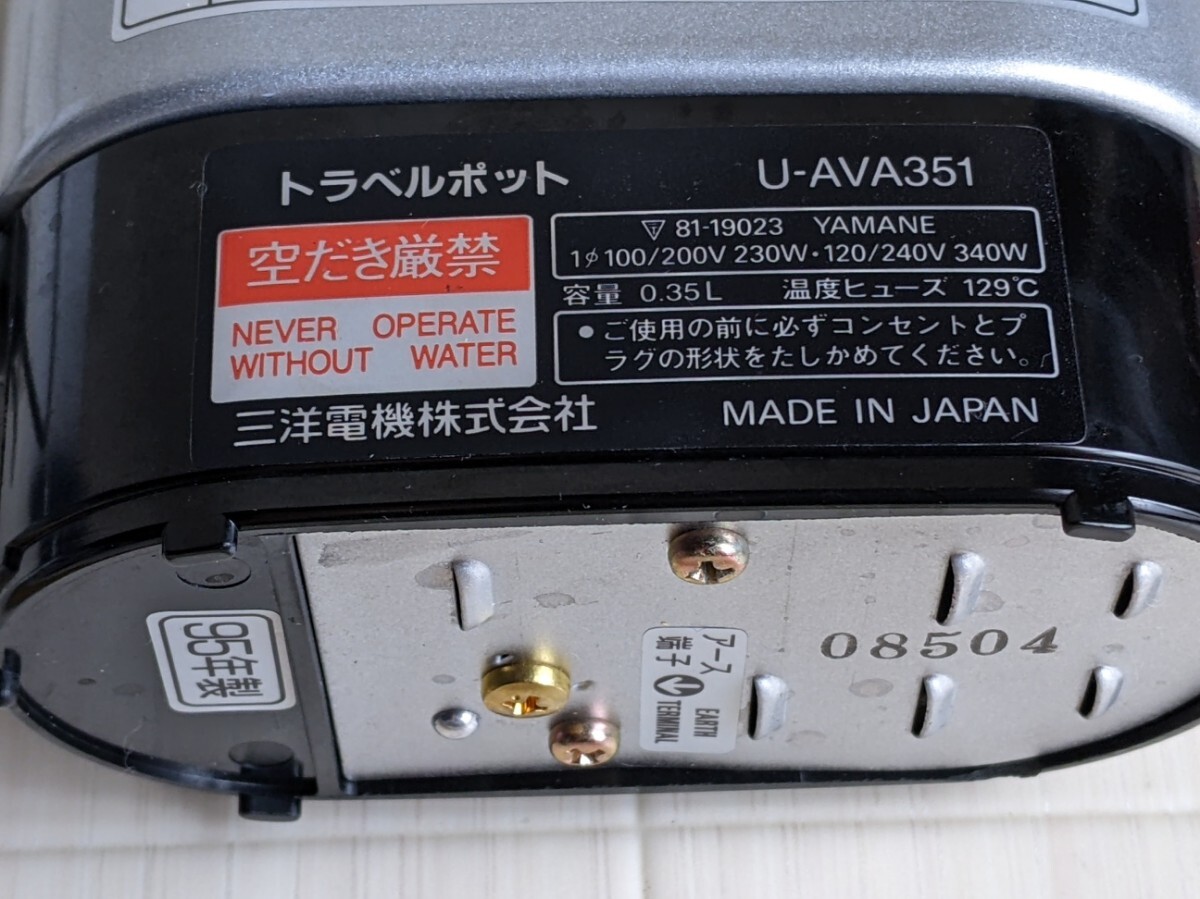 トラベルポット
U-AVA351
空だき厳禁
NEVER OPERATE
WITHOUT WATER
81-19023 YAMANE
1φ100/200V 230W・120/240V 340W
容量 0.35L 温度ヒューズ 129℃
●ご使用の前に必ずコンセントとプ
ラグの形状をたしかめてください。
三洋電機株式会社
MADE IN JAPAN
95年製
アース
端子
EARTH
TERMINAL
08504